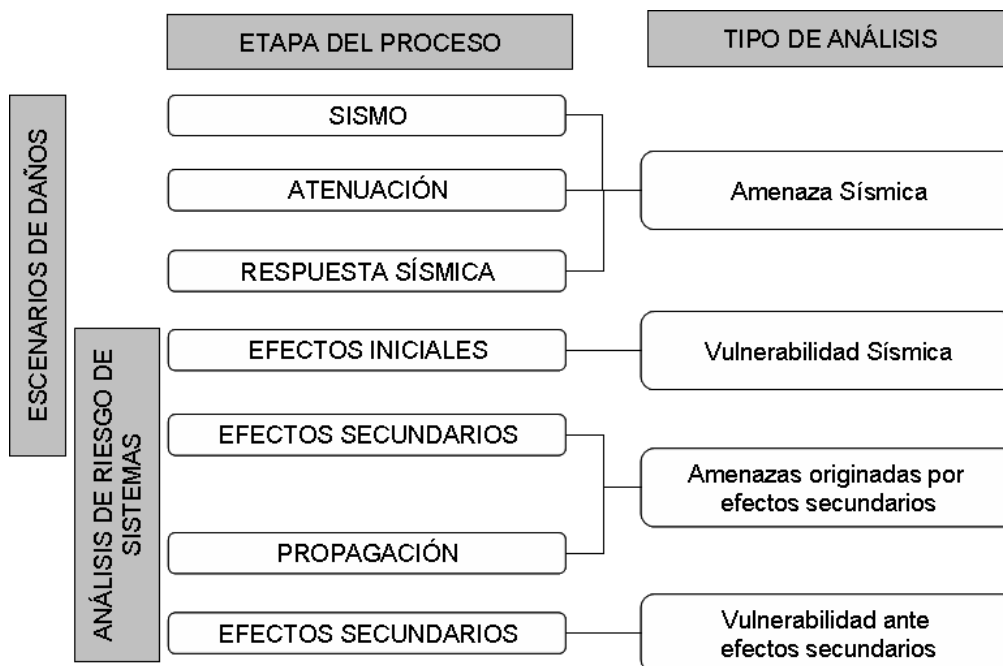 ETAPA DEL PROCESO
TIPO DE ANÁLISIS
ESCENARIOS DE DAÑOS
ANÁLISIS DE RIESGO DE
SISTEMAS
SISMO
ATENUACIÓN
RESPUESTA SÍSMICA
Amenaza Sísmica
EFECTOS INICIALES
Vulnerabilidad Sísmica
EFECTOS SECUNDARIOS
PROPAGACIÓN
Amenazas originadas por
efectos secundarios
EFECTOS SECUNDARIOS
Vulnerabilidad ante
efectos secundarios